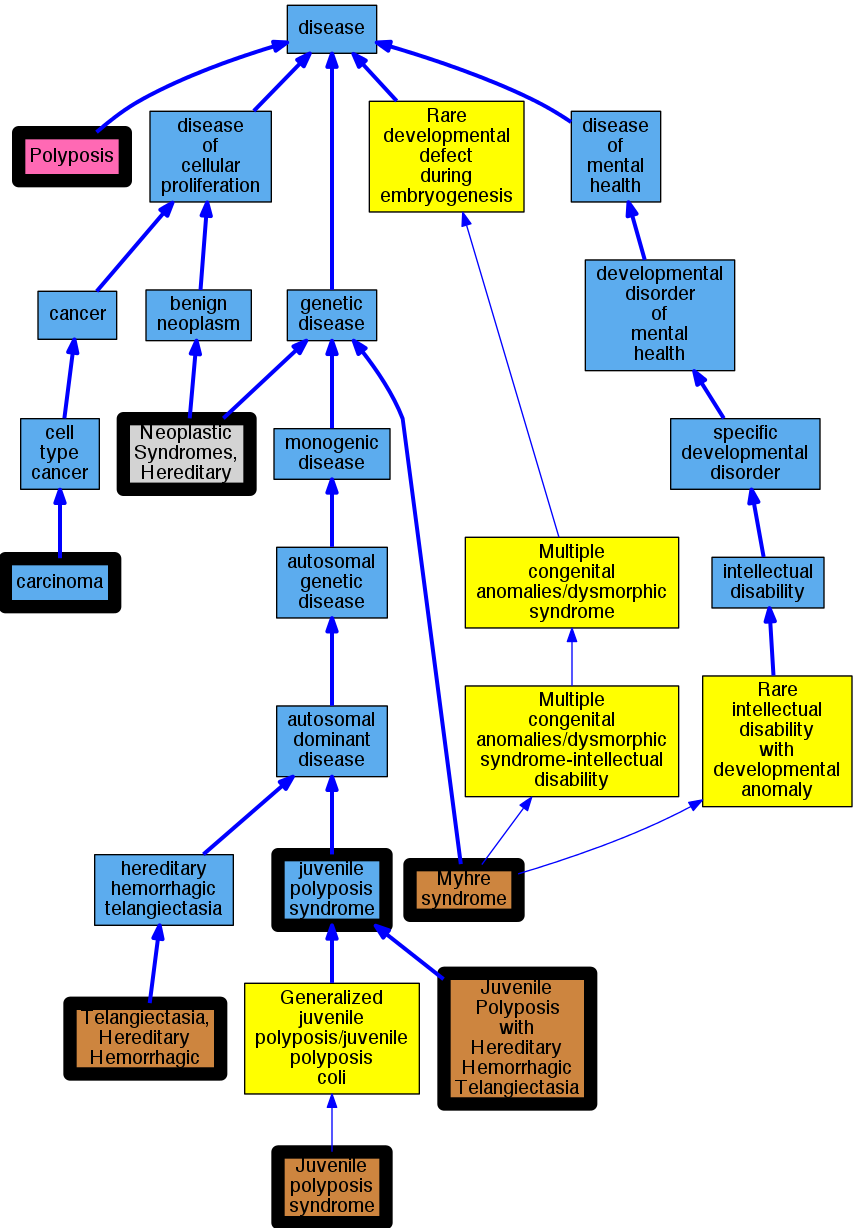 disease
Polyposis
disease
of
cellular
proliferation
Rare
developmental
defect
during
embryogenesis
disease
of
mental
health
cancer
benign
neoplasm
genetic
disease
developmental
disorder
of
mental
health
cell
type
cancer
Neoplastic
Syndromes,
Hereditary
monogenic
disease
specific
developmental
disorder
carcinoma
autosomal
genetic
disease
Multiple
congenital
anomalies/dysmorphic
syndrome
intellectual
disability
autosomal
dominant
disease
Multiple
congenital
anomalies/dysmorphic
syndrome-intellectual
disability
Rare
intellectual
disability
with
developmental
anomaly
hereditary
hemorrhagic
telangiectasia
juvenile
polyposis
syndrome
Myhre
syndrome
Telangiectasia,
Hereditary
Hemorrhagic
Generalized
juvenile
polyposis/juvenile
polyposis
coli
Juvenile
Polyposis
with
Hereditary
Hemorrhagic
Telangiectasia
Juvenile
polyposis
syndrome